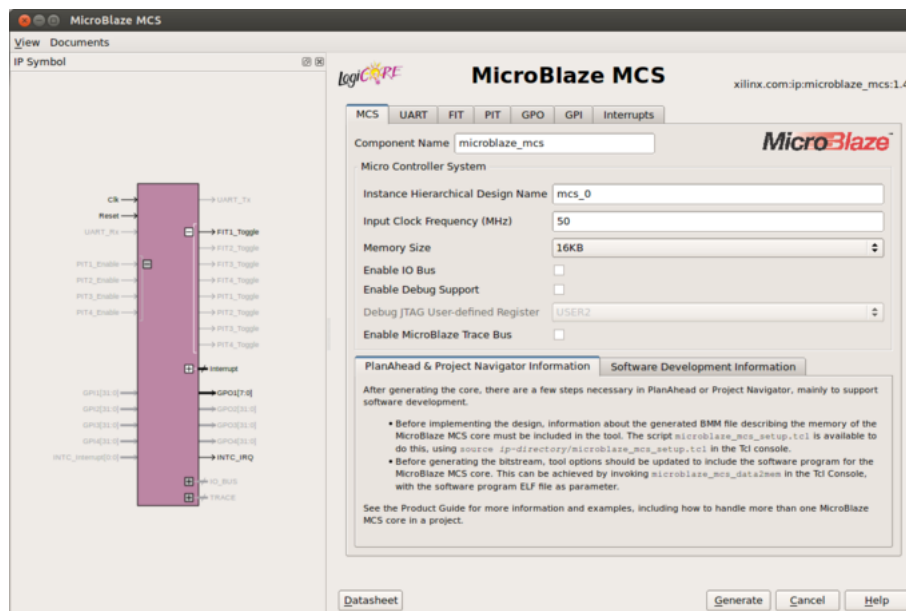 MicroBlaze MCS
View Documents
IP Symbol
Clk
Reset
UART_Rx
PIT1_Enable
PIT2_Enable
PIT3_Enable
PIT4_Enable
GPI1[31:0]
GPI2[31:0]
GPI3[31:0]
GPI4[31:0]
INTC_Interrupt[0:0]
UART_Tx
FIT1_Toggle
FIT2_Toggle
FIT3_Toggle
FIT4_Toggle
PIT1_Toggle
PIT2_Toggle
PIT3_Toggle
PIT4_Toggle
Interrupt
GPO1[7:0]
GPO2[31:0]
GPO3[31:0]
GPO4[31:0]
INTC_IRQ
IO_BUS
TRACE
LogiCORE
MicroBlaze MCS
xilinx.com:ip:microblaze_mcs:1.4
MCS UART FIT PIT GPO GPI Interrupts
Component Name microblaze_mcs
MicroBlaze
Micro Controller System
Instance Hierarchical Design Name mcs_0
Input Clock Frequency (MHz) 50
Memory Size 16KB
Enable IO Bus
Enable Debug Support
Debug JTAG User-defined Register USER2
Enable MicroBlaze Trace Bus
PlanAhead & Project Navigator Information Software Development Information
After generating the core, there are a few steps necessary in PlanAhead or Project Navigator, mainly to support
software development.
• Before implementing the design, information about the generated BMM file describing the memory of the
MicroBlaze MCS core must be included in the tool. The script microblaze_mcs_setup.tcl is available to
do this, using source ip-directory/microblaze_mcs_setup.tcl in the Tcl console.
• Before generating the bitstream, tool options should be updated to include the software program for the
MicroBlaze MCS core. This can be achieved by invoking microblaze_mcs_data2mem in the Tcl Console,
with the software program ELF file as parameter.
See the Product Guide for more information and examples, including how to handle more than one MicroBlaze
MCS core in a project.
Datasheet
Generate Cancel Help